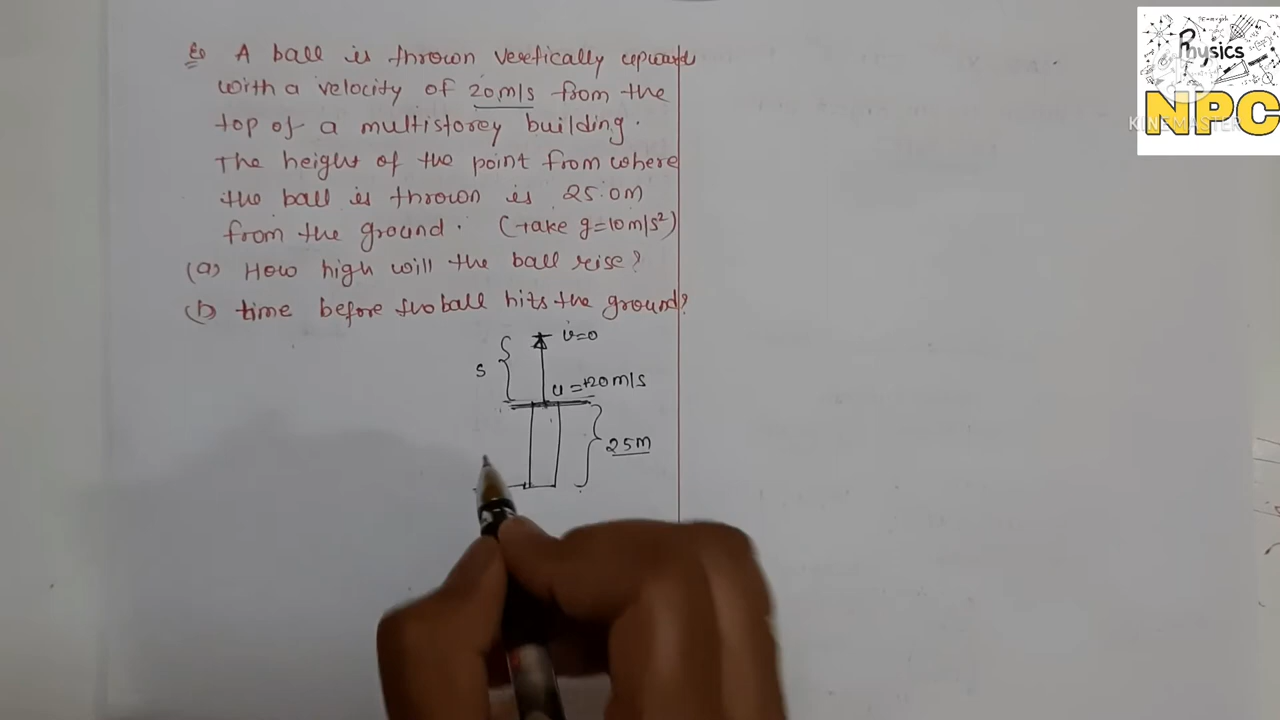 Eg A ball is thrown vertically upward
with a velocity of 20m/s from the
top of a multistorey building.
The height of the point from where
the ball is thrown is 25.0m
from the ground. (take g=10m/s²)
(a) How high will the ball rise?
(b) time before the ball hits the ground?
v=0
s
u=+20m/s
25m
Physics
NPC
KINEMASTER